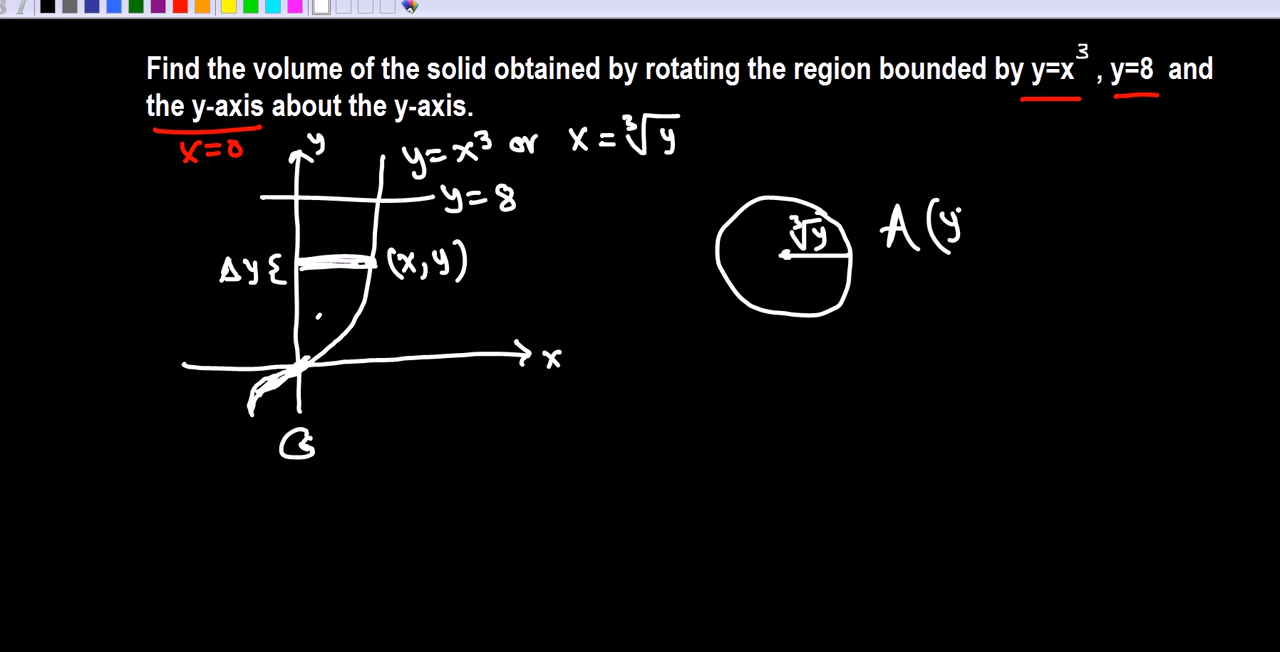 Find the volume of the solid obtained by rotating the region bounded by y=x³ , y=8 and
the y-axis about the y-axis.
x=0
y
y=x³ or x=∛y
y=8
∛y
A(y
Δy{
(x,y)
x